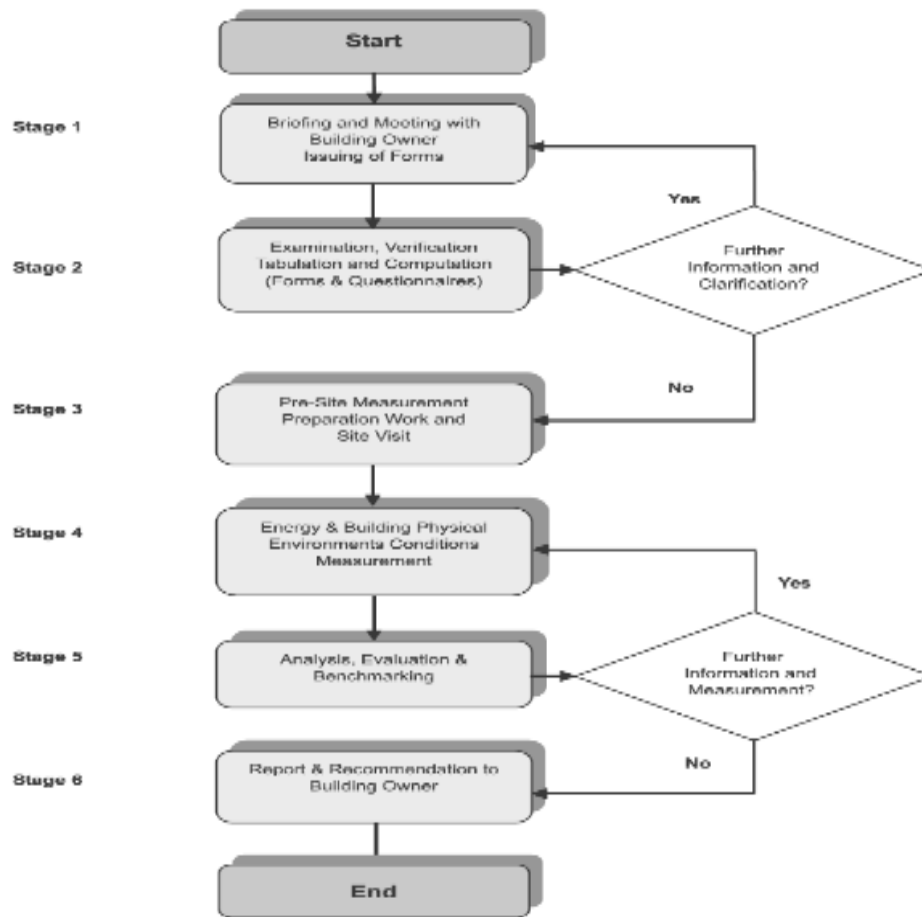 Start
Stage 1
Briefing and Meeting with
Building Owner
Issuing of Forms
Yes
Stage 2
Examination, Verification
Tabulation and Computation
(Forms & Questionnaires)
Further
Information and
Clarification?
No
Stage 3
Pre-Site Measurement
Preparation Work and
Site Visit
Stage 4
Energy & Building Physical
Environments Conditions
Measurement
Yes
Stage 5
Analysis, Evaluation &
Benchmarking
Further
Information and
Measurement?
No
Stage 6
Report & Recommendation to
Building Owner
End